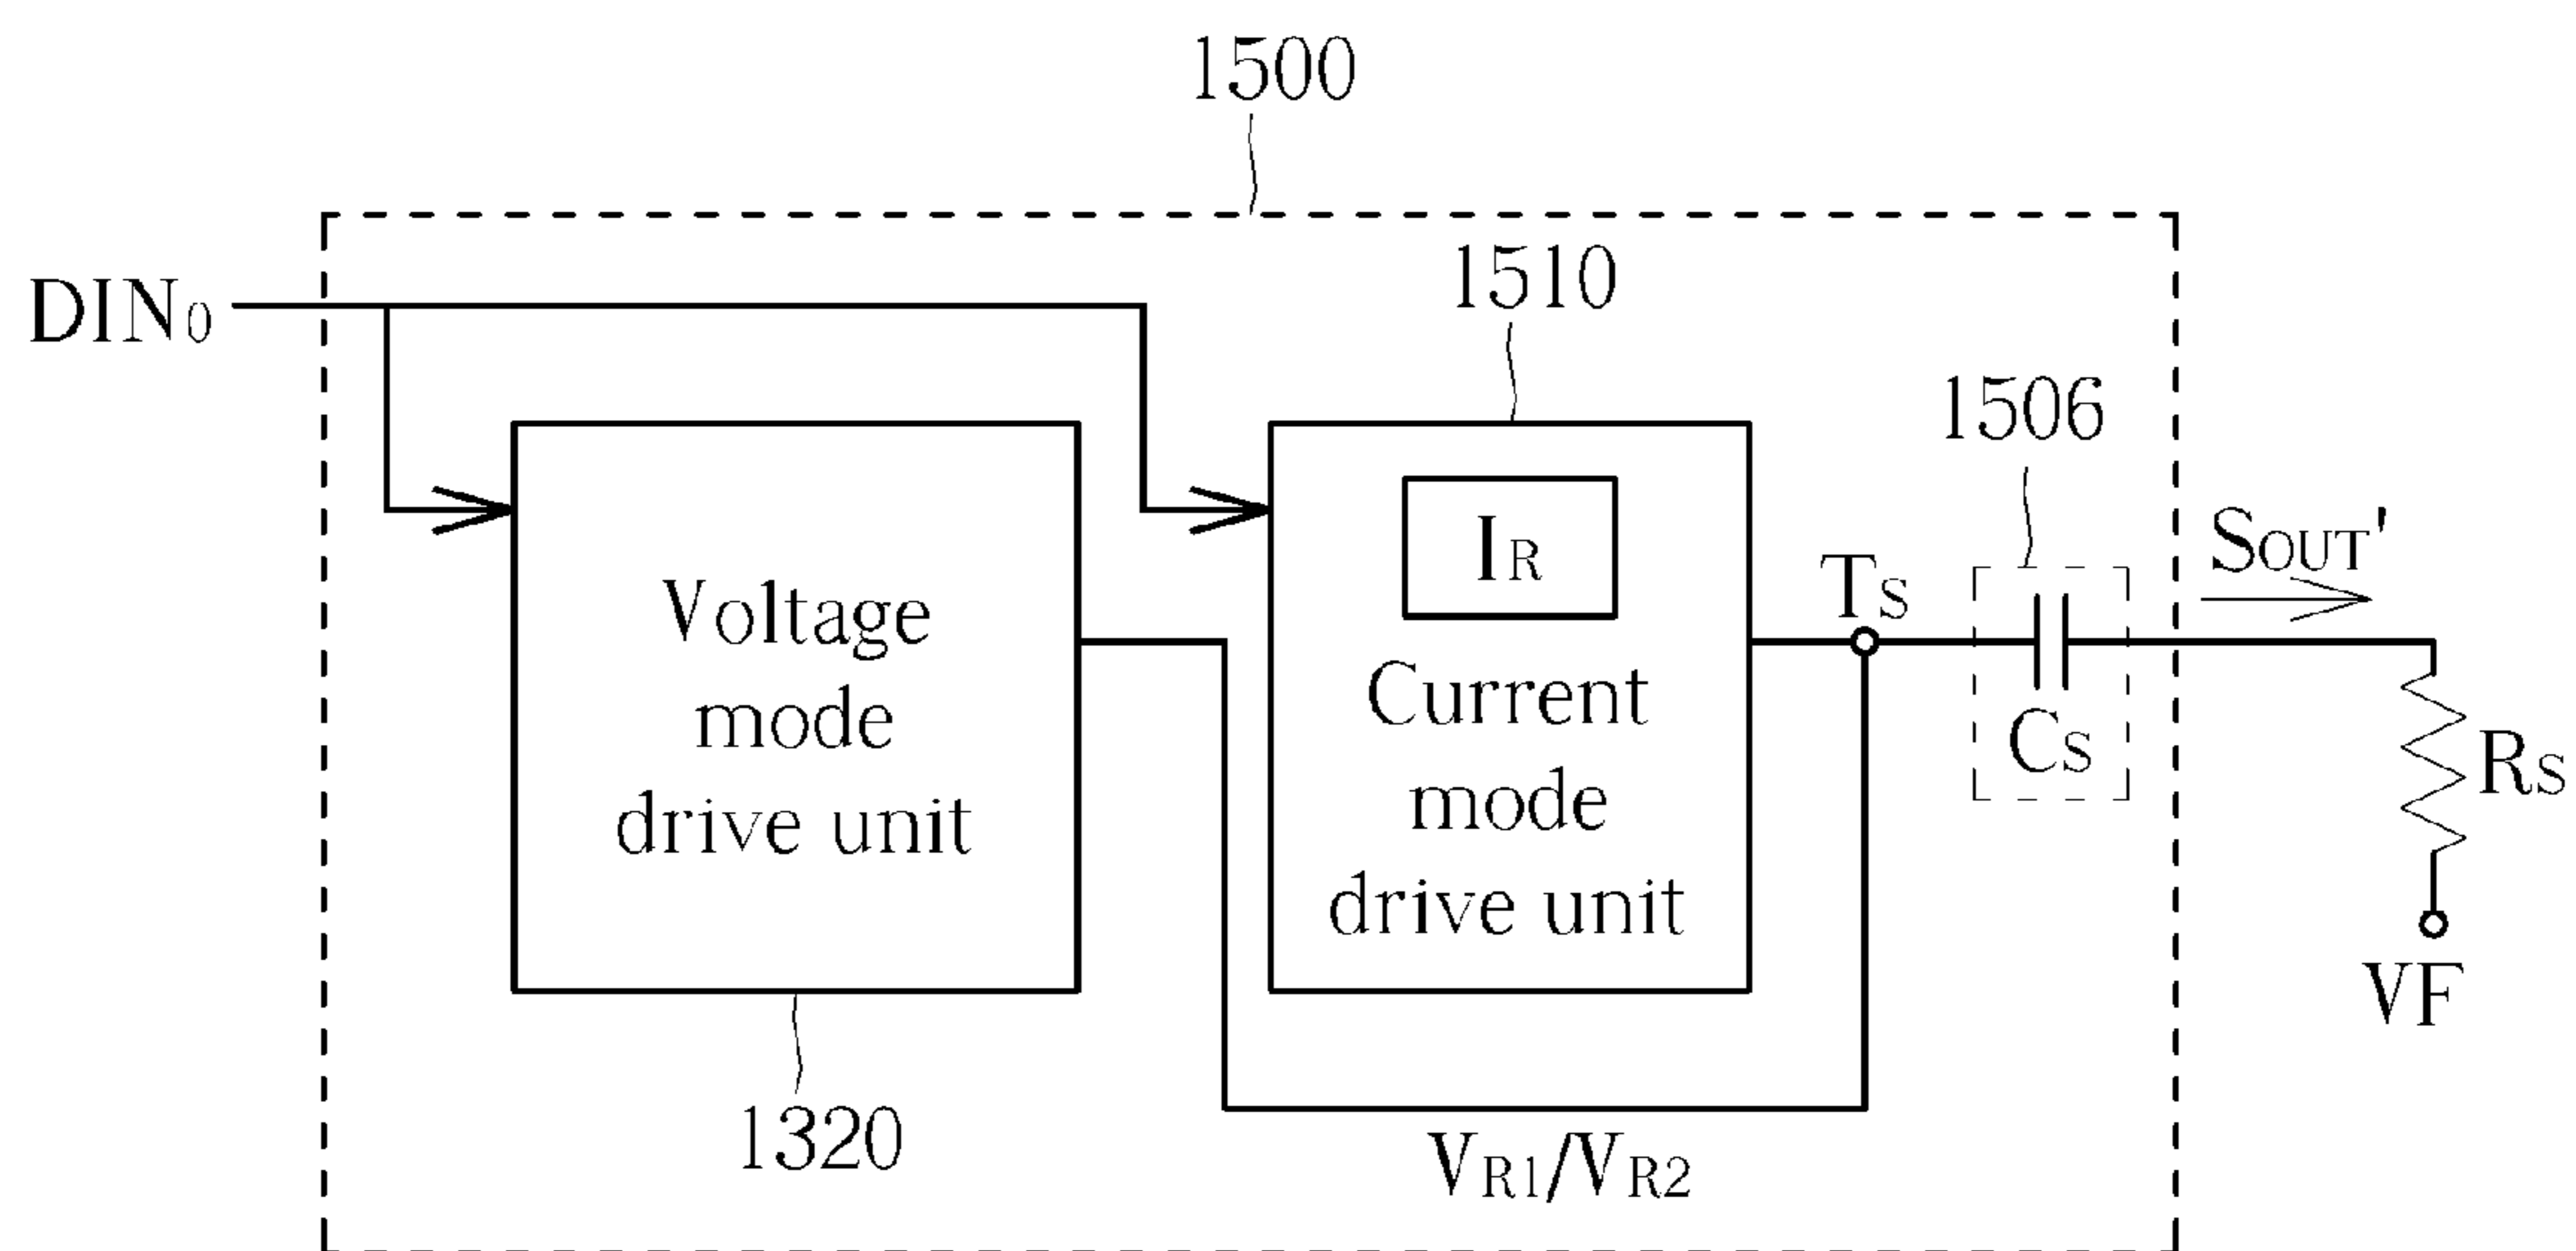 1500
DIN0
1510
1506
IR
TS
SOUT'
Voltage
mode
drive unit
Current
mode
drive unit
CS
RS
VF
1320
VR1/VR2